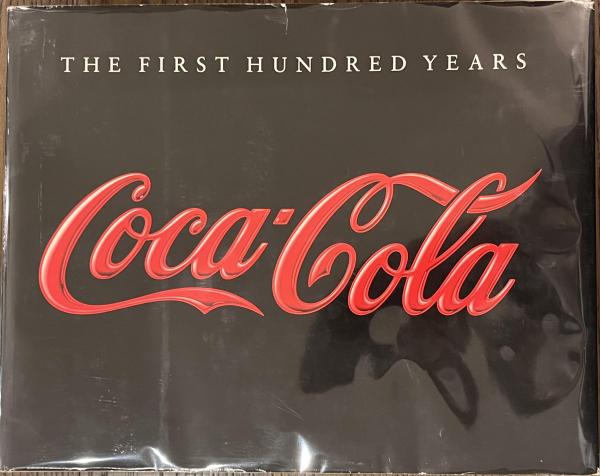 THE FIRST HUNDRED YEARS
Coca-Cola